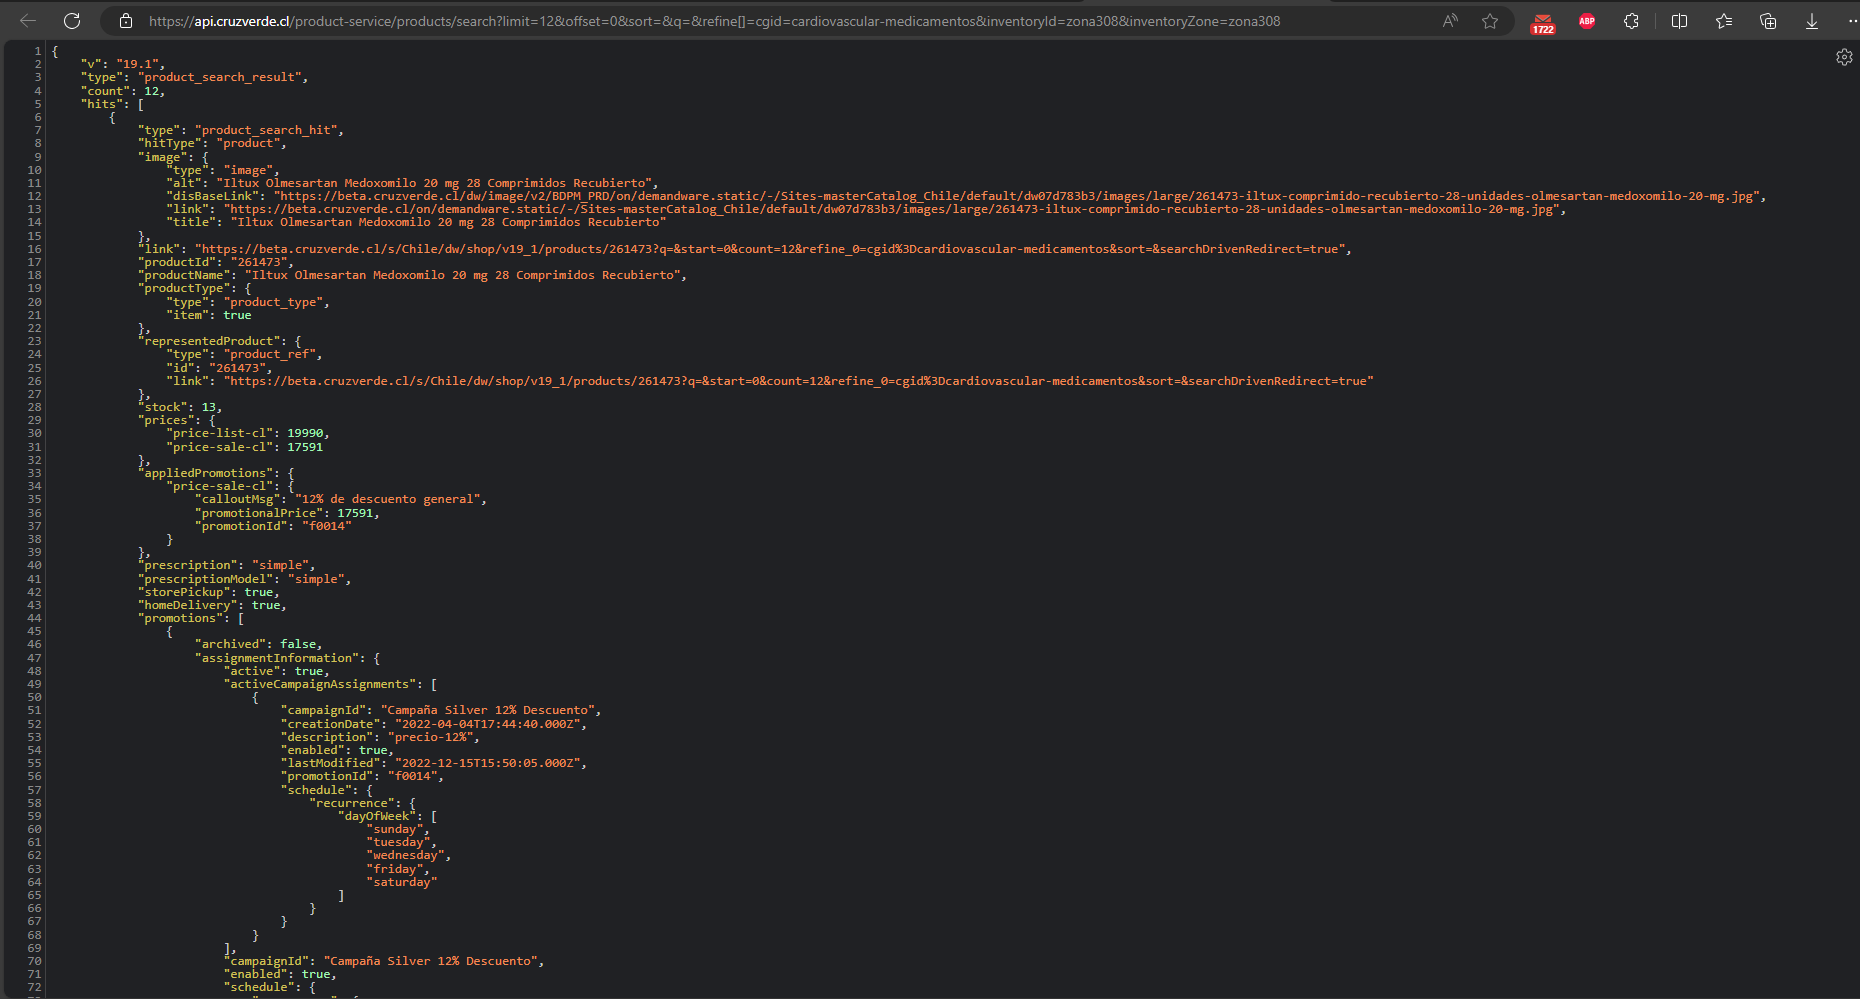 https://api.cruzverde.cl/product-service/products/search?limit=12&offset=0&sort=&q=&refine[]=cgid=cardiovascular-medicamentos&inventoryId=zona308&inventoryZone=zona308
A
1722
ABP
1 {
2 "v": "19.1",
3 "type": "product_search_result",
4 "count": 12,
5 "hits": [
6 {
7 "type": "product_search_hit",
8 "hitType": "product",
9 "image": {
10 "type": "image",
11 "alt": "Iltux Olmesartan Medoxomilo 20 mg 28 Comprimidos Recubierto",
12 "disBaseLink": "https://beta.cruzverde.cl/dw/image/v2/BDPM_PRD/on/demandware.static/-/Sites-masterCatalog_Chile/default/dw07d783b3/images/large/261473-iltux-comprimido-recubierto-28-unidades-olmesartan-medoxomilo-20-mg.jpg",
13 "link": "https://beta.cruzverde.cl/on/demandware.static/-/Sites-masterCatalog_Chile/default/dw07d783b3/images/large/261473-iltux-comprimido-recubierto-28-unidades-olmesartan-medoxomilo-20-mg.jpg",
14 "title": "Iltux Olmesartan Medoxomilo 20 mg 28 Comprimidos Recubierto"
15 },
16 "link": "https://beta.cruzverde.cl/s/Chile/dw/shop/v19_1/products/261473?q=&start=0&count=12&refine_0=cgid%3Dcardiovascular-medicamentos&sort=&searchDrivenRedirect=true",
17 "productId": "261473",
18 "productName": "Iltux Olmesartan Medoxomilo 20 mg 28 Comprimidos Recubierto",
19 "productType": {
20 "type": "product_type",
21 "item": true
22 },
23 "representedProduct": {
24 "type": "product_ref",
25 "id": "261473",
26 "link": "https://beta.cruzverde.cl/s/Chile/dw/shop/v19_1/products/261473?q=&start=0&count=12&refine_0=cgid%3Dcardiovascular-medicamentos&sort=&searchDrivenRedirect=true"
27 },
28 "stock": 13,
29 "prices": {
30 "price-list-cl": 19990,
31 "price-sale-cl": 17591
32 },
33 "appliedPromotions": {
34 "price-sale-cl": {
35 "calloutMsg": "12% de descuento general",
36 "promotionalPrice": 17591,
37 "promotionId": "f0014"
38 }
39 },
40 "prescription": "simple",
41 "prescriptionModel": "simple",
42 "storePickup": true,
43 "homeDelivery": true,
44 "promotions": [
45 {
46 "archived": false,
47 "assignmentInformation": {
48 "active": true,
49 "activeCampaignAssignments": [
50 {
51 "campaignId": "Campaña Silver 12% Descuento",
52 "creationDate": "2022-04-04T17:44:40.000Z",
53 "description": "precio-12%",
54 "enabled": true,
55 "lastModified": "2022-12-15T15:50:05.000Z",
56 "promotionId": "f0014",
57 "schedule": {
58 "recurrence": {
59 "dayOfWeek": [
60 "sunday",
61 "tuesday",
62 "wednesday",
63 "friday",
64 "saturday"
65 ]
66 }
67 }
68 }
69 ],
70 "campaignId": "Campaña Silver 12% Descuento",
71 "enabled": true,
72 "schedule": {